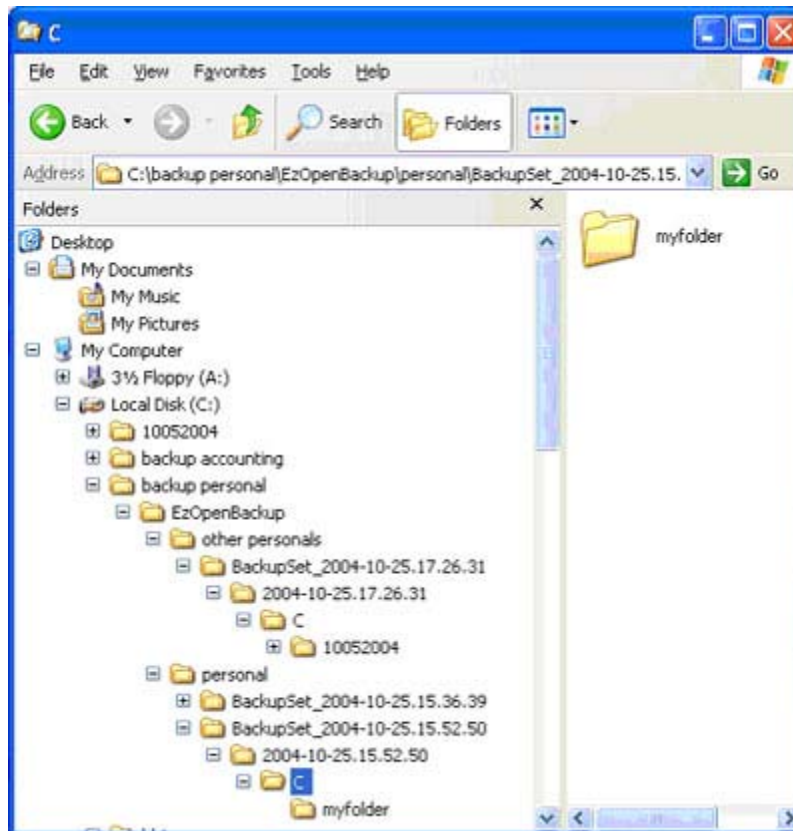 C
File Edit View Favorites Tools Help
Back Search Folders
Address C:\backup personal\EzOpenBackup\personal\BackupSet_2004-10-25.15. Go
Folders x
myfolder
Desktop
My Documents
My Music
My Pictures
My Computer
3½ Floppy (A:)
Local Disk (C:)
10052004
backup accounting
backup personal
EzOpenBackup
other personals
BackupSet_2004-10-25.17.26.31
2004-10-25.17.26.31
C
10052004
personal
BackupSet_2004-10-25.15.36.39
BackupSet_2004-10-25.15.52.50
2004-10-25.15.52.50
C
myfolder